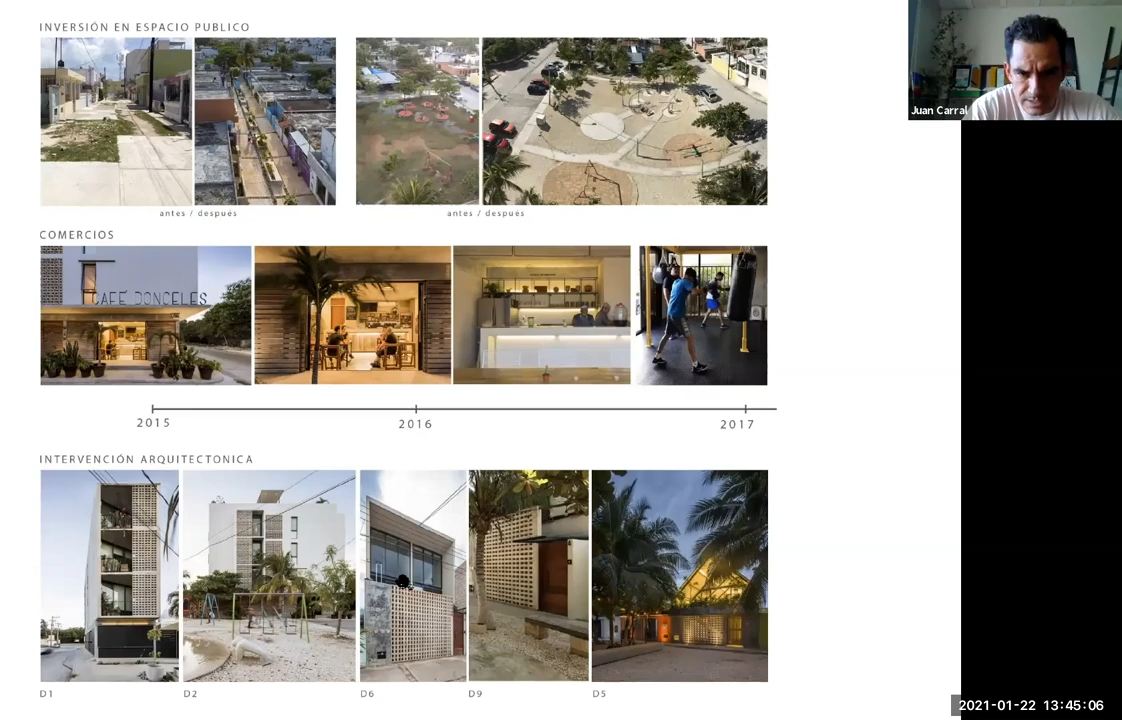 INVERSIÓN EN ESPACIO PUBLICO
Juan Carral
antes / después
antes / después
COMERCIOS
CAFÉ DONCELES
2015
2016
2017
INTERVENCIÓN ARQUITECTONICA
D1
D2
D6
D9
D5
2021-01-22 13:45:06